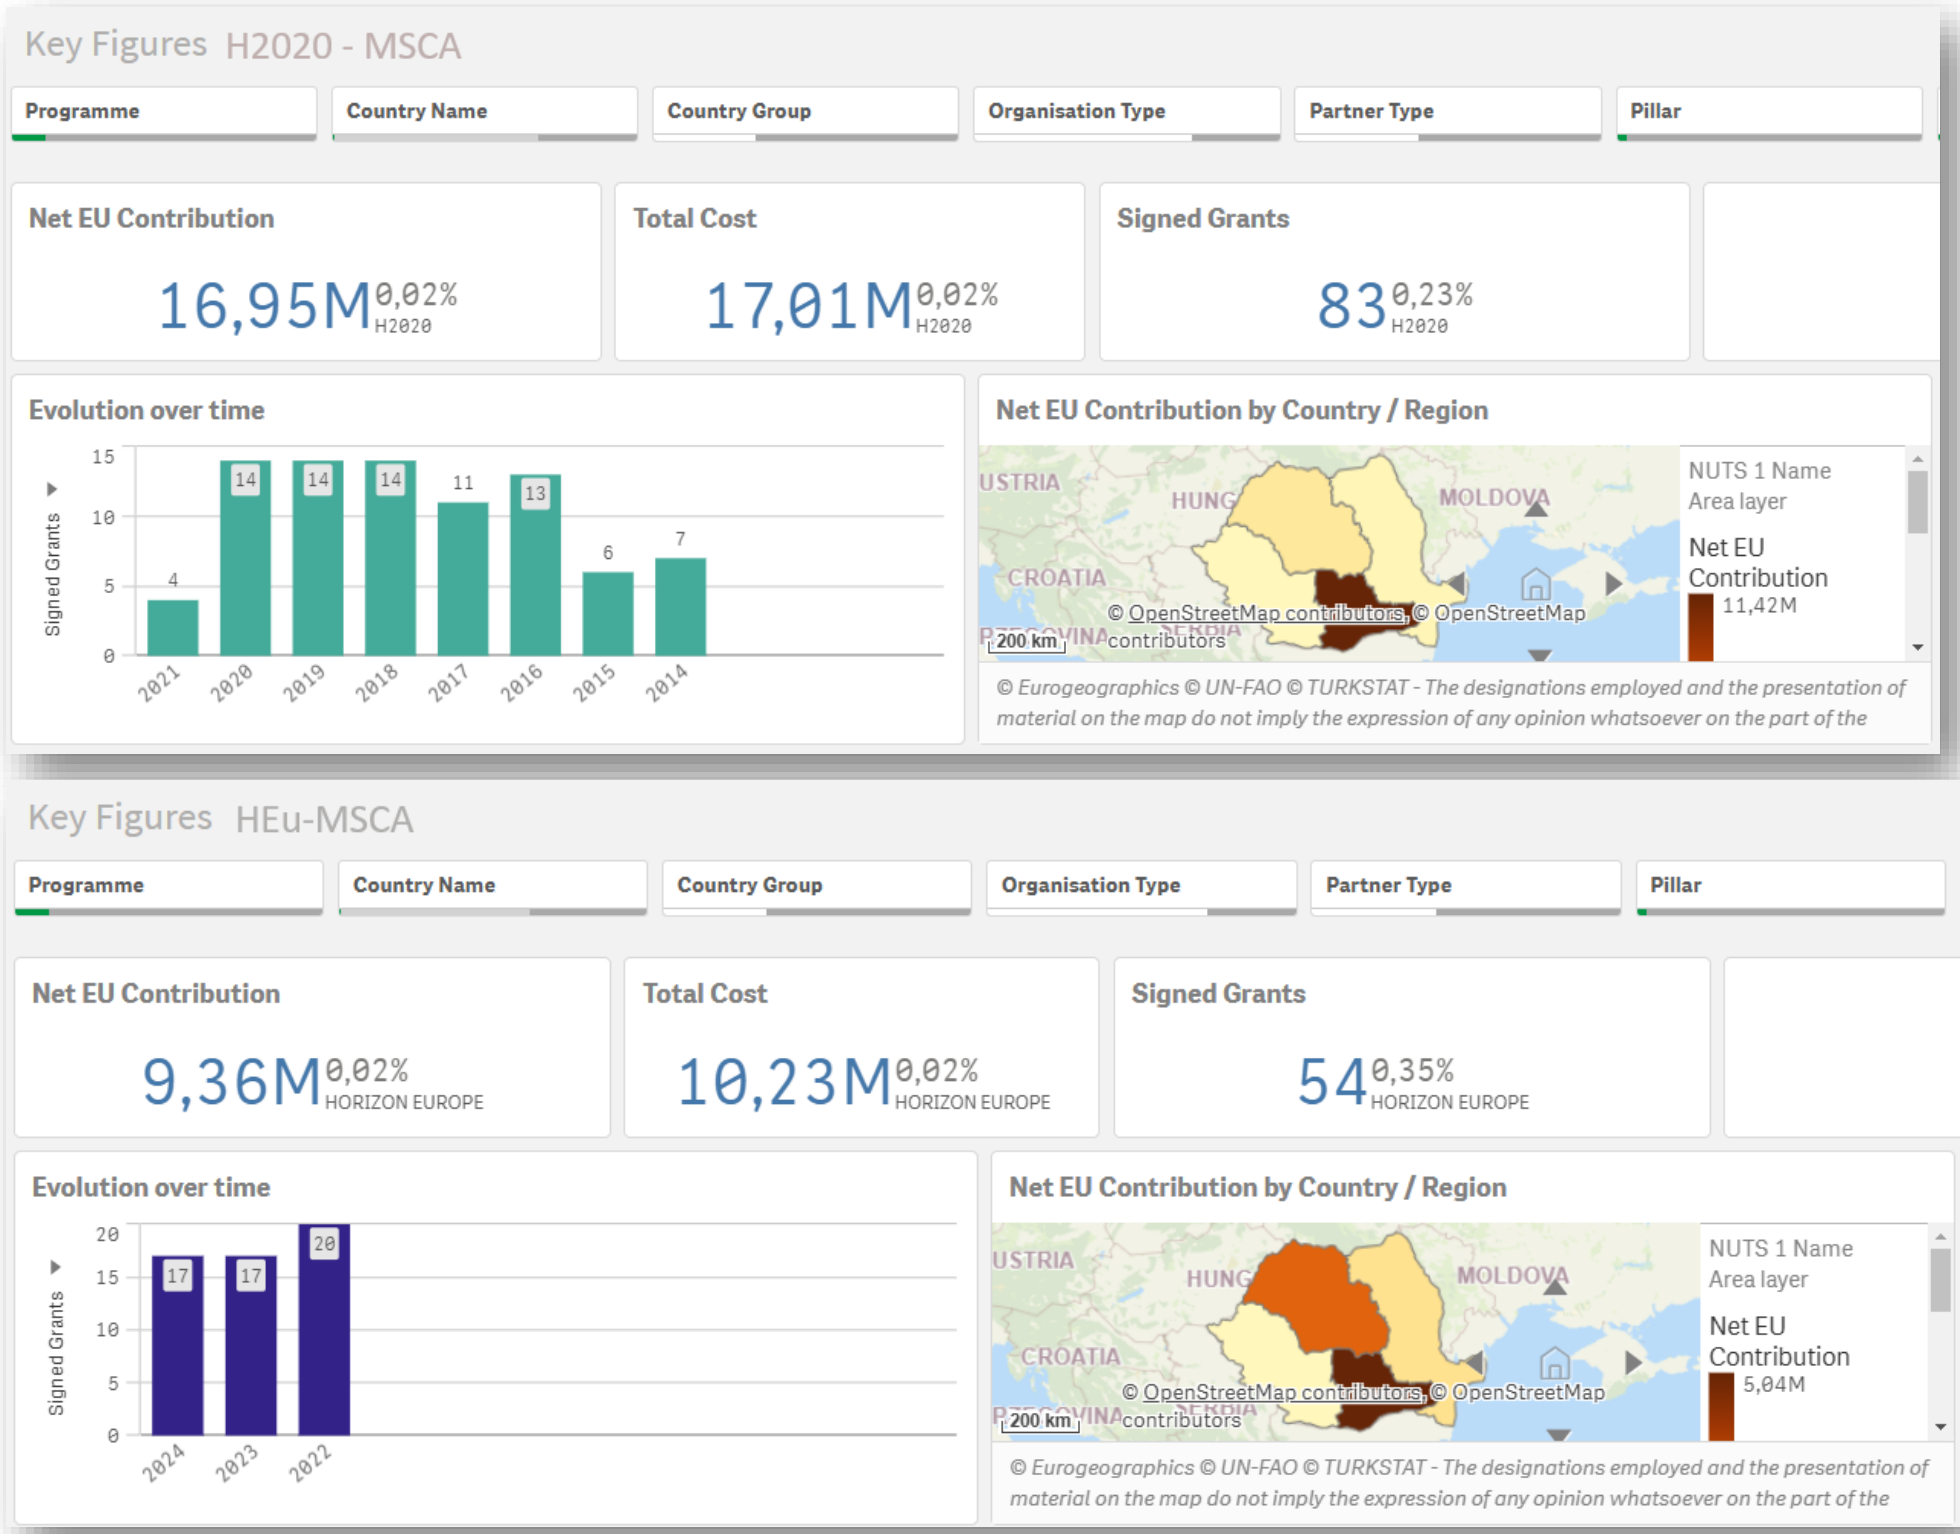 Key Figures H2020 - MSCA
Programme
Country Name
Country Group
Organisation Type
Partner Type
Pillar
Net EU Contribution
16,95M 0,02%
H2020
Total Cost
17,01M 0,02%
H2020
Signed Grants
83 0,23%
H2020
Evolution over time
Signed Grants
15
10
5
0
4
14
14
14
11
13
6
7
2021
2020
2019
2018
2017
2016
2015
2014
Net EU Contribution by Country / Region
USTRIA
HUNG
MOLDOVA
CROATIA
SERBIA
© OpenStreetMap contributors, © OpenStreetMap
contributors
200 km
NUTS 1 Name
Area layer
Net EU
Contribution
11,42M
© Eurogeographics © UN-FAO © TURKSTAT - The designations employed and the presentation of
material on the map do not imply the expression of any opinion whatsoever on the part of the
Key Figures HEu-MSCA
Programme
Country Name
Country Group
Organisation Type
Partner Type
Pillar
Net EU Contribution
9,36M 0,02%
HORIZON EUROPE
Total Cost
10,23M 0,02%
HORIZON EUROPE
Signed Grants
54 0,35%
HORIZON EUROPE
Evolution over time
Signed Grants
20
15
10
5
0
17
17
20
2024
2023
2022
Net EU Contribution by Country / Region
USTRIA
HUNG
MOLDOVA
CROATIA
SERBIA
© OpenStreetMap contributors, © OpenStreetMap
contributors
200 km
NUTS 1 Name
Area layer
Net EU
Contribution
5,04M
© Eurogeographics © UN-FAO © TURKSTAT - The designations employed and the presentation of
material on the map do not imply the expression of any opinion whatsoever on the part of the